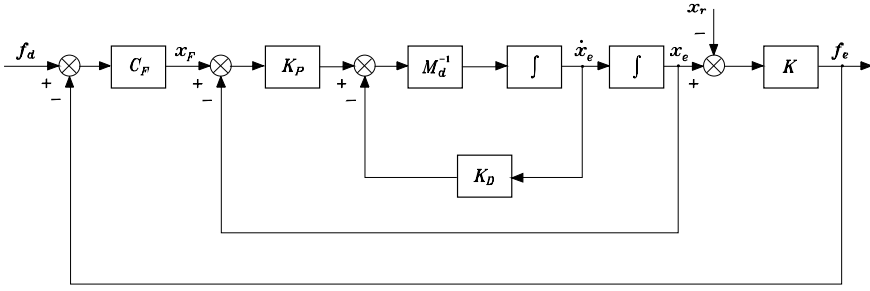 x_r
−
f_d
C_F
x_F
K_P
M_d^{-1}
∫
ẋ_e
∫
x_e
K
f_e
+
−
+
−
+
−
+
K_D